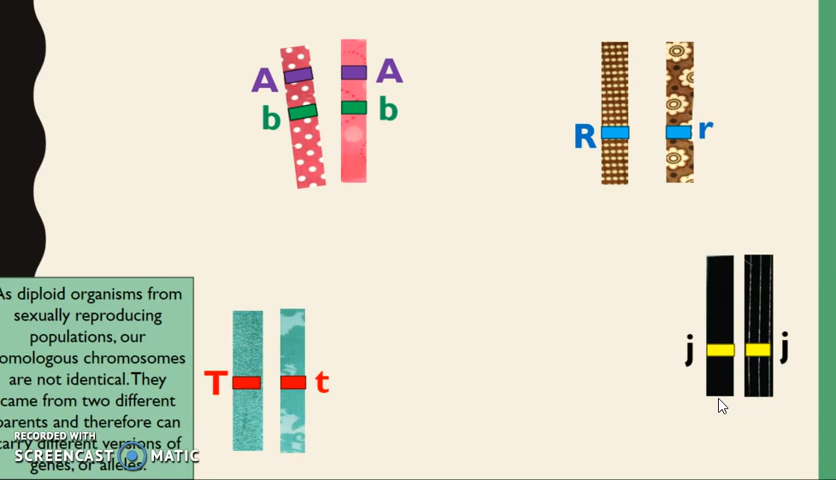 A A
b b
R r
As diploid organisms from
sexually reproducing
populations, our
homologous chromosomes
are not identical. They
came from two different
parents and therefore can
carry different versions of
genes, or alleles.
T t
j j
RECORDED WITH
SCREENCAST MATIC